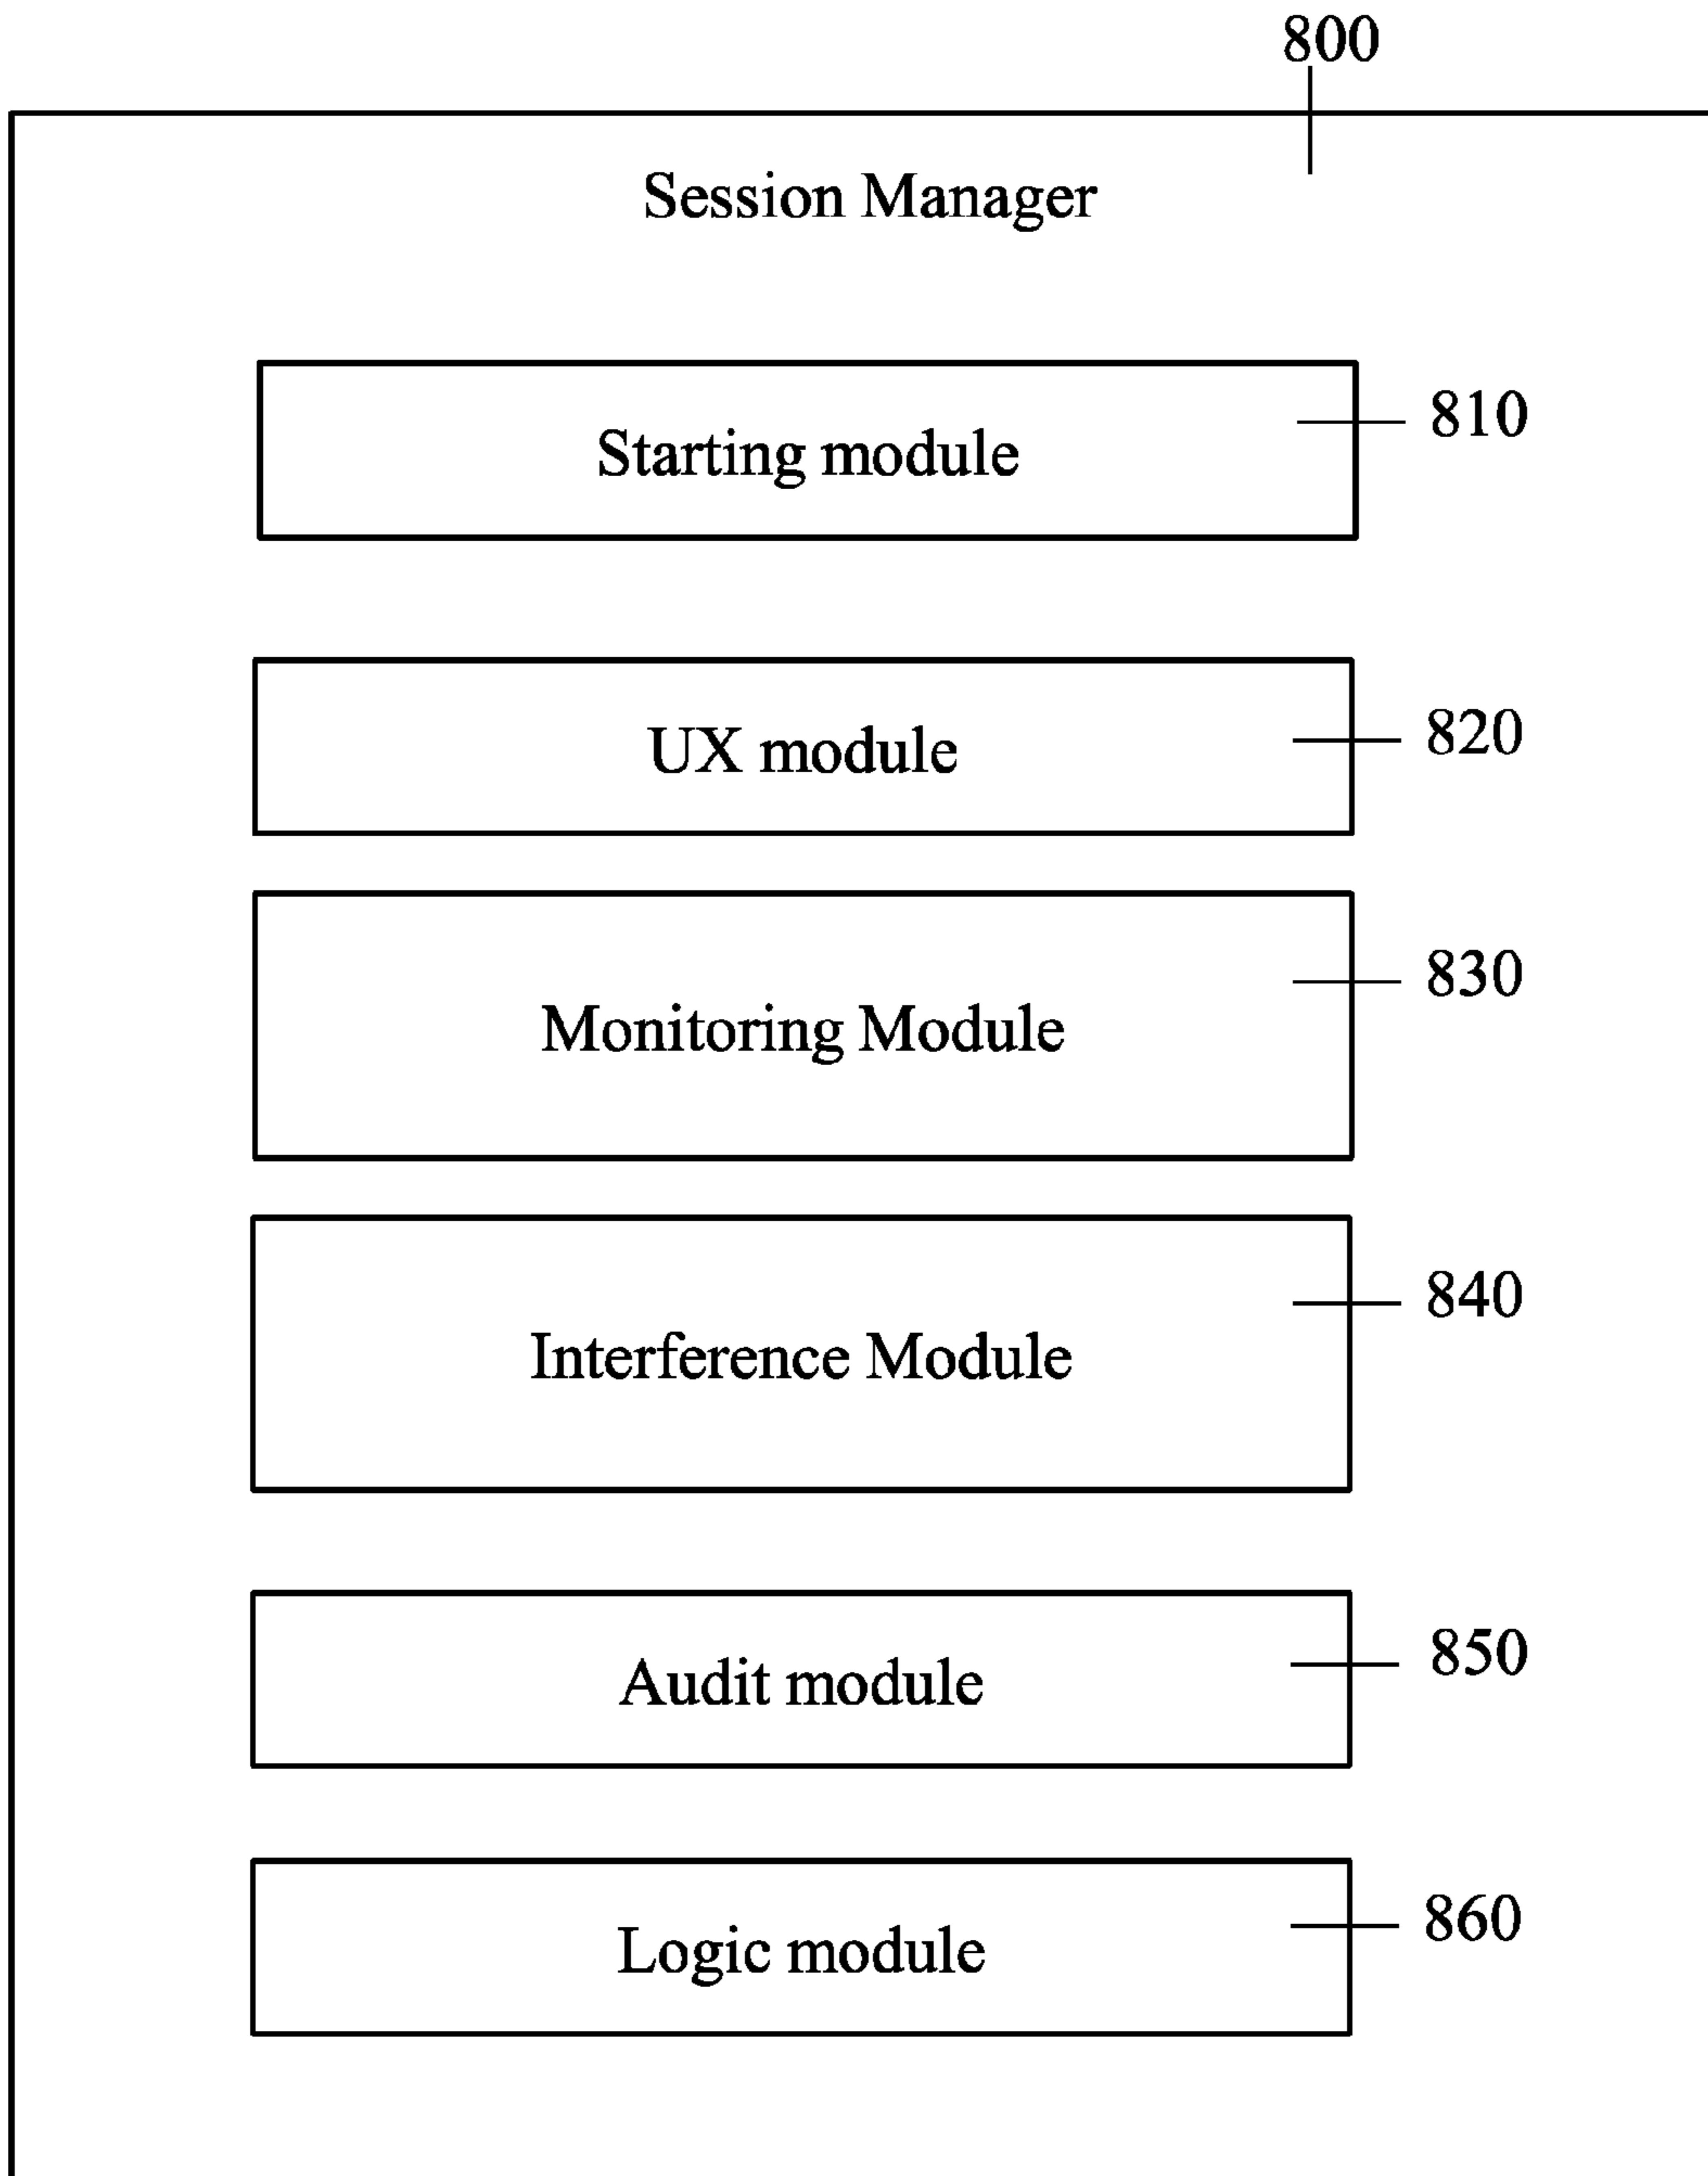 800
Session Manager
Starting module
810
UX module
820
Monitoring Module
830
Interference Module
840
Audit module
850
Logic module
860